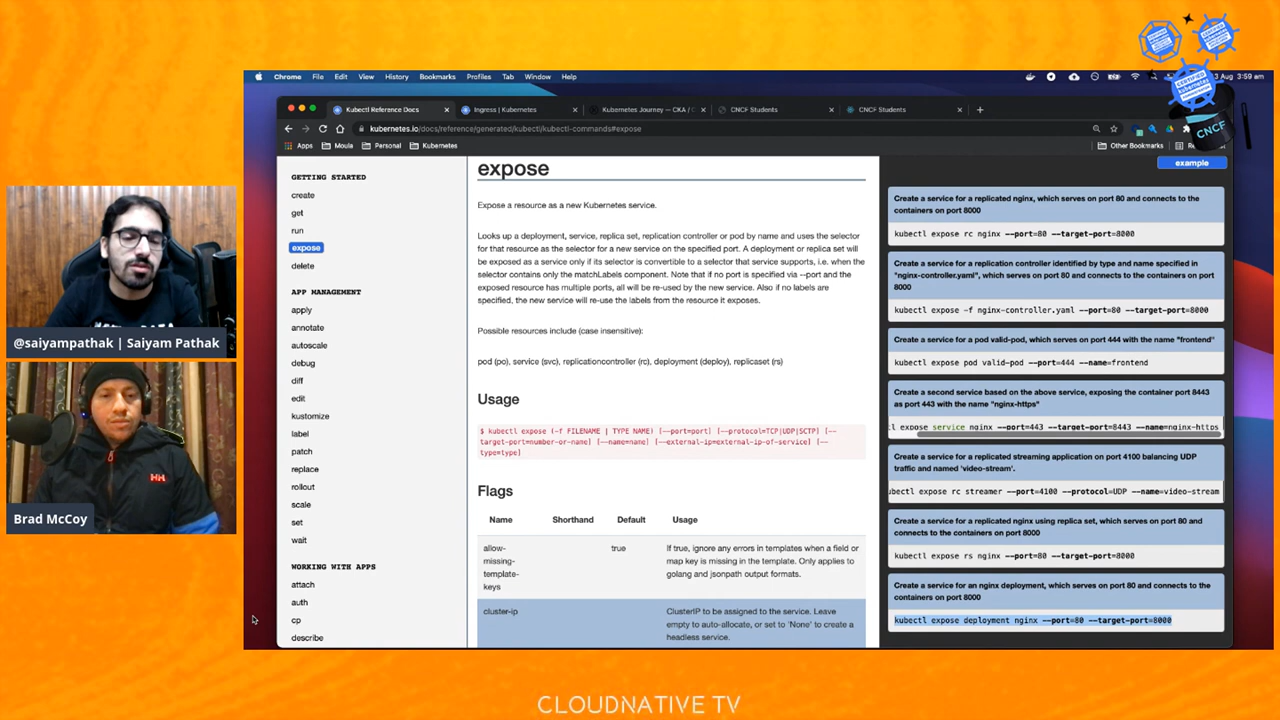 Chrome File Edit View History Bookmarks Profiles Tab Window Help
3 Aug 3:59 am
Kubectl Reference Docs
Ingress | Kubernetes
Kubernetes Journey — CKA / C
CNCF Students
CNCF Students
kubernetes.io/docs/reference/generated/kubectl/kubectl-commands#expose
Apps Moula Personal Kubernetes
Other Bookmarks
CNCF
example
GETTING STARTED
create
get
run
expose
delete
APP MANAGEMENT
apply
annotate
autoscale
debug
diff
edit
kustomize
label
patch
replace
rollout
scale
set
wait
WORKING WITH APPS
attach
auth
cp
describe
expose
Expose a resource as a new Kubernetes service.
Looks up a deployment, service, replica set, replication controller or pod by name and uses the selector
for that resource as the selector for a new service on the specified port. A deployment or replica set will
be exposed as a service only if its selector is convertible to a selector that service supports, i.e. when the
selector contains only the matchLabels component. Note that if no port is specified via --port and the
exposed resource has multiple ports, all will be re-used by the new service. Also if no labels are
specified, the new service will re-use the labels from the resource it exposes.
Possible resources include (case insensitive):
pod (po), service (svc), replicationcontroller (rc), deployment (deploy), replicaset (rs)
Usage
$ kubectl expose (-f FILENAME | TYPE NAME) [--port=port] [--protocol=TCP|UDP|SCTP] [--
target-port=number-or-name] [--name=name] [--external-ip=external-ip-of-service] [--
type=type]
Flags
Name Shorthand Default Usage
allow-
missing-
template-
keys
true
If true, ignore any errors in templates when a field or
map key is missing in the template. Only applies to
golang and jsonpath output formats.
cluster-ip
ClusterIP to be assigned to the service. Leave
empty to auto-allocate, or set to 'None' to create a
headless service.
Create a service for a replicated nginx, which serves on port 80 and connects to the
containers on port 8000
kubectl expose rc nginx --port=80 --target-port=8000
Create a service for a replication controller identified by type and name specified in
"nginx-controller.yaml", which serves on port 80 and connects to the containers on port
8000
kubectl expose -f nginx-controller.yaml --port=80 --target-port=8000
Create a service for a pod valid-pod, which serves on port 444 with the name "frontend"
kubectl expose pod valid-pod --port=444 --name=frontend
Create a second service based on the above service, exposing the container port 8443
as port 443 with the name "nginx-https"
l expose service nginx --port=443 --target-port=8443 --name=nginx-https
Create a service for a replicated streaming application on port 4100 balancing UDP
traffic and named 'video-stream'.
ubectl expose rc streamer --port=4100 --protocol=UDP --name=video-stream
Create a service for a replicated nginx using replica set, which serves on port 80 and
connects to the containers on port 8000
kubectl expose rs nginx --port=80 --target-port=8000
Create a service for an nginx deployment, which serves on port 80 and connects to the
containers on port 8000
kubectl expose deployment nginx --port=80 --target-port=8000
@saiyampathak | Saiyam Pathak
HH
Brad McCoy
CLOUDNATIVE TV